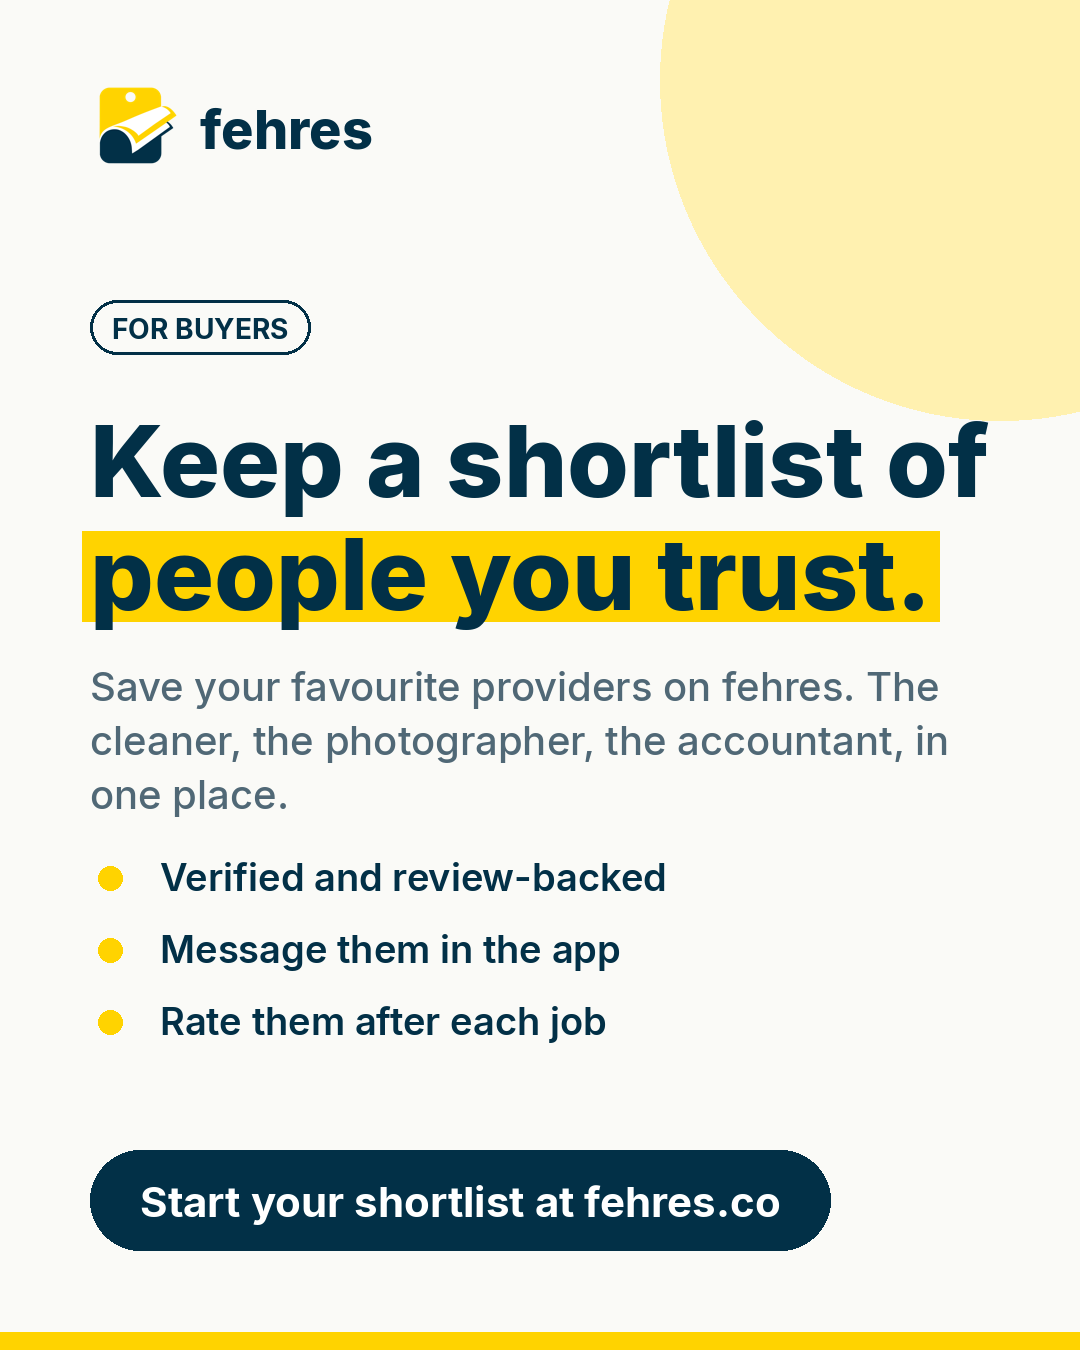 fehres
FOR BUYERS
Keep a shortlist of
people you trust.
Save your favourite providers on fehres. The
cleaner, the photographer, the accountant, in
one place.
Verified and review-backed
Message them in the app
Rate them after each job
Start your shortlist at fehres.co